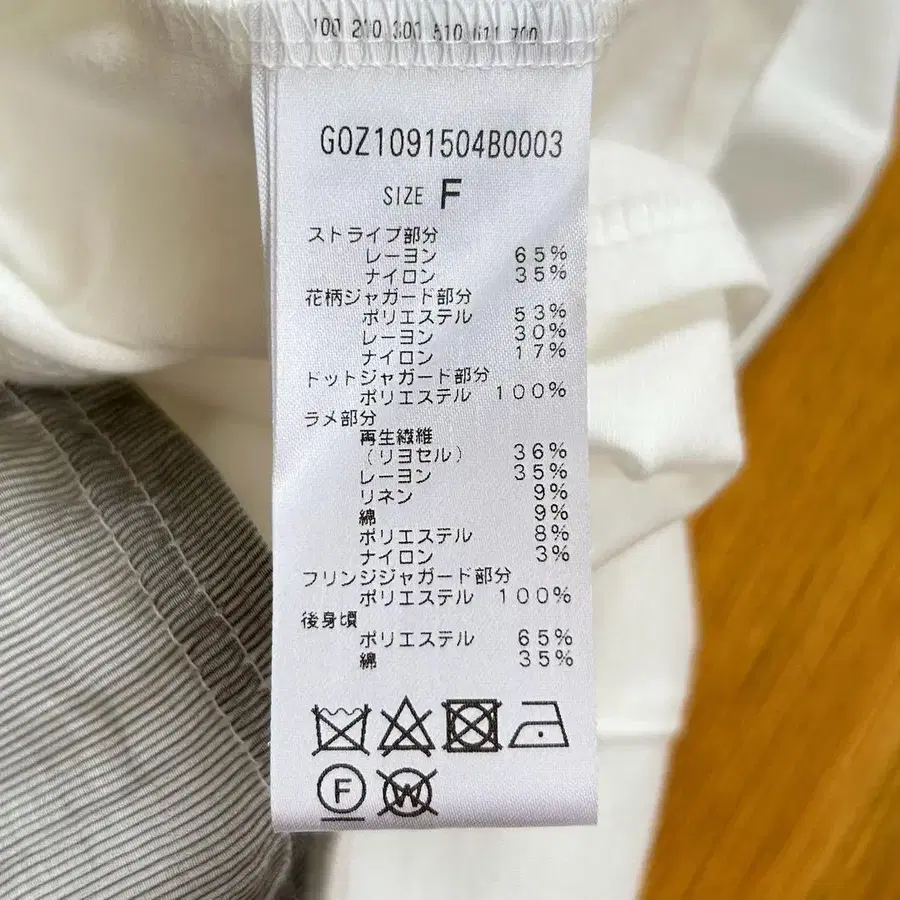 100 210 301 510 611 700
G0Z1091504B0003
SIZE F
ストライプ部分
レーヨン 65%
ナイロン 35%
花柄ジャガード部分
ポリエステル 53%
レーヨン 30%
ナイロン 17%
ドットジャガード部分
ポリエステル 100%
ラメ部分
再生繊維
(リヨセル) 36%
レーヨン 35%
リネン 9%
綿 9%
ポリエステル 8%
ナイロン 3%
フリンジジャガード部分
ポリエステル 100%
後身頃
ポリエステル 65%
綿 35%
F W